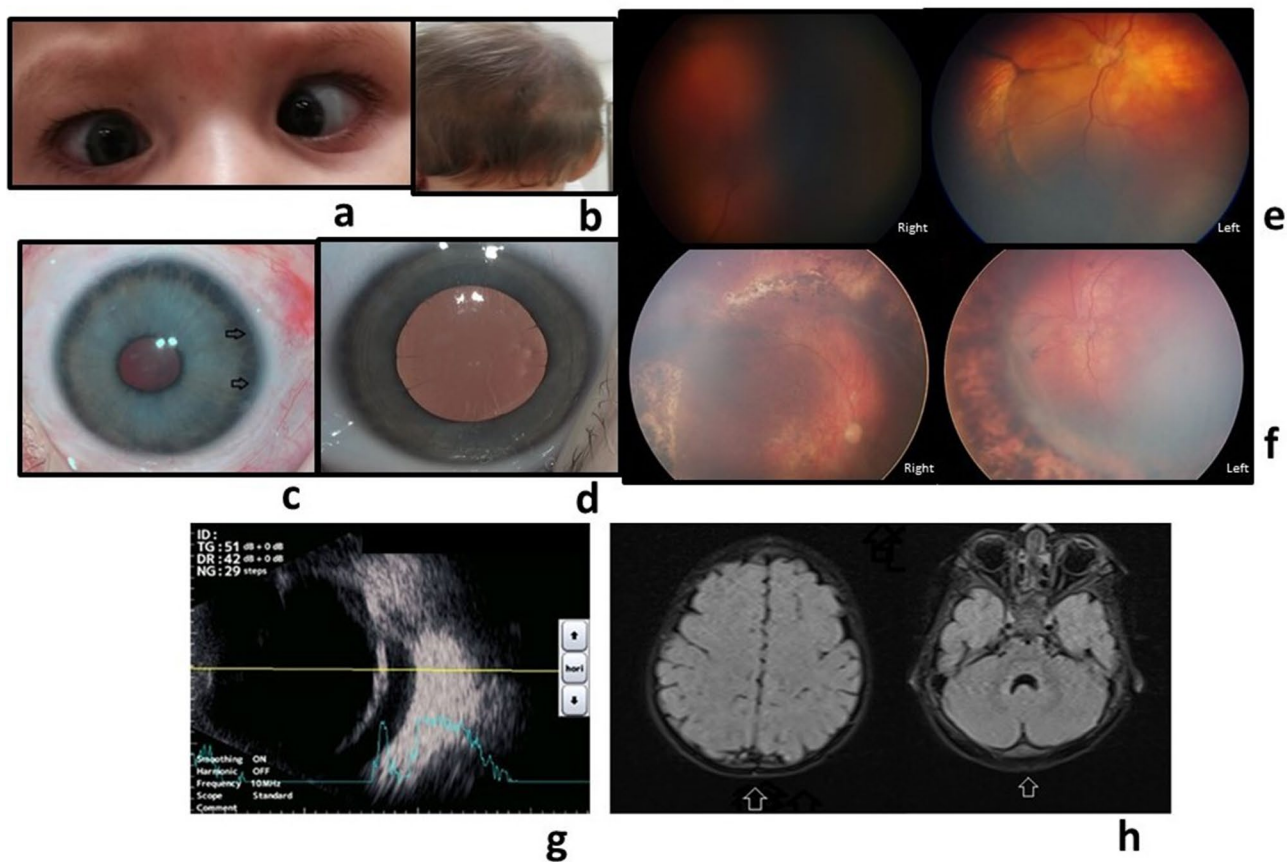 a
b
Right
Left
e
c
d
Right
Left
f
ID:
TG:51 dB + 0 dB
DR:42 dB + 0 dB
NG:29 steps
hori
Smoothing ON
Harmonic OFF
Frequency 10MHz
Scope Standard
Comment
g
h